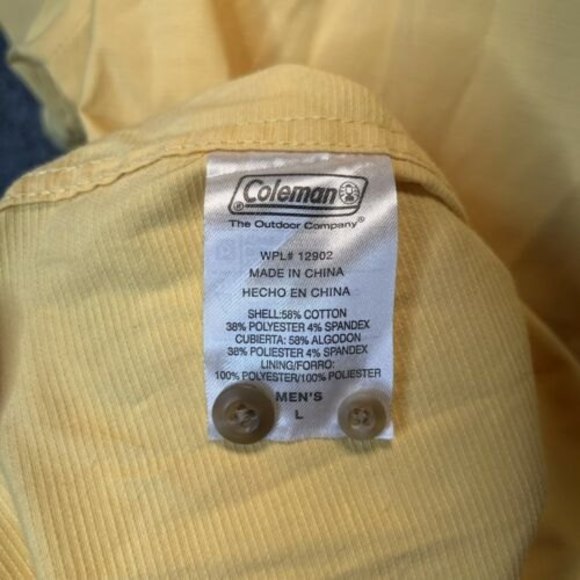 Coleman®
The Outdoor Company®
WPL# 12902
MADE IN CHINA
HECHO EN CHINA
SHELL:58% COTTON
38% POLYESTER 4% SPANDEX
CUBIERTA: 58% ALGODON
38% POLIESTER 4% SPANDEX
LINING/FORRO:
100% POLYESTER/100% POLIESTER
MEN'S
L